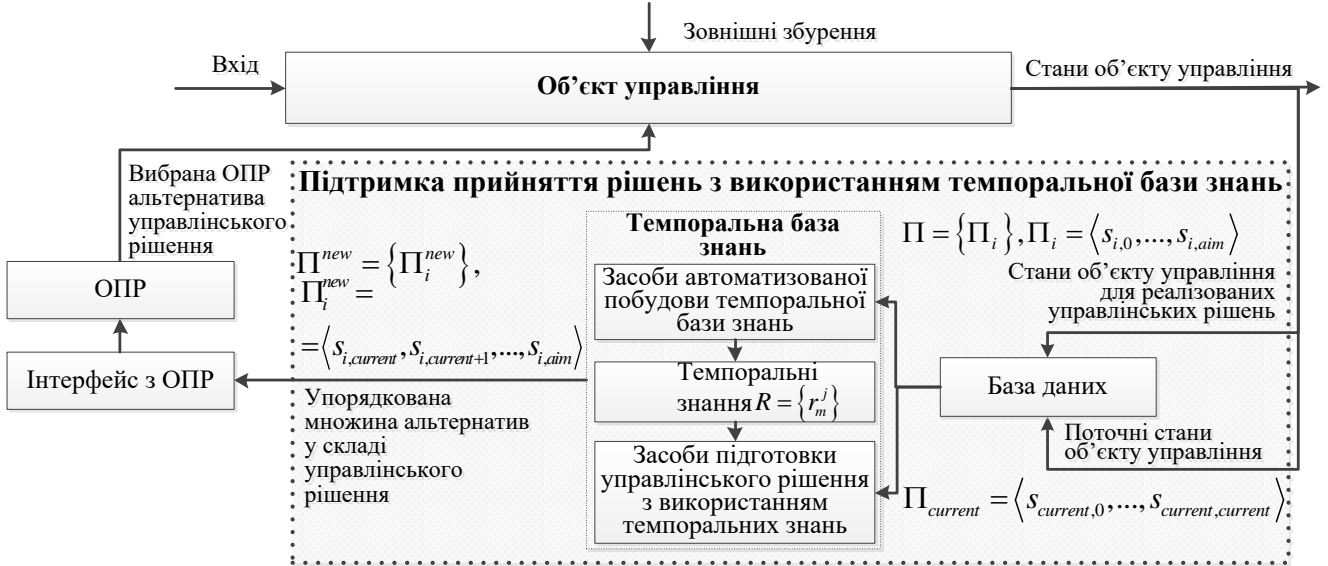 Зовнішні збурення
Вхід
Об’єкт управління
Стани об’єкту управління
Вибрана ОПР
альтернатива
управлінського
рішення
ОПР
Інтерфейс з ОПР
Підтримка прийняття рішень з використанням темпоральної бази знань
Π^{new} = {Π_i^{new}},
Π_i^{new} =
=⟨s_{i,current}, s_{i,current+1},..., s_{i,aim}⟩
Упорядкована
множина альтернатив
у складі
управлінського
рішення
Темпоральна база
знань
Засоби автоматизованої
побудови темпоральної
бази знань
Темпоральні
знання R = {r_m^j}
Засоби підготовки
управлінського рішення
з використанням
темпоральних знань
Π = {Π_i}, Π_i = ⟨s_{i,0},..., s_{i,aim}⟩
Стани об’єкту управління
для реалізованих
управлінських рішень
База даних
Поточні стани
об’єкту управління
Π_{current} = ⟨s_{current,0},..., s_{current,current}⟩